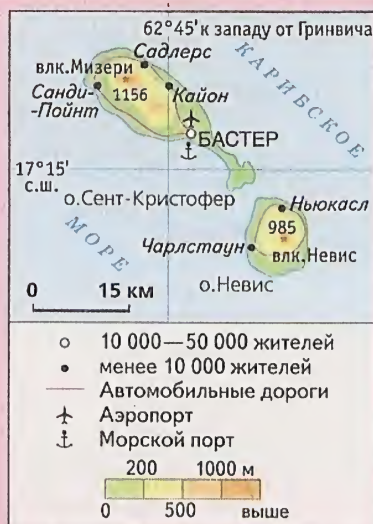 62°45' к западу от Гринвича
Садлерс
КАРИБСКОЕ
влк.Мизери
Санди-
-Пойнт
1156
Кайон
БАСТЕР
17°15'
с.ш.
о.Сент-Кристофер
Ньюкасл
985
МОРЕ
Чарлстаун
влк.Невис
0 15 км
о.Невис
10 000—50 000 жителей
менее 10 000 жителей
Автомобильные дороги
Аэропорт
Морской порт
200 1000 м
0 500 выше